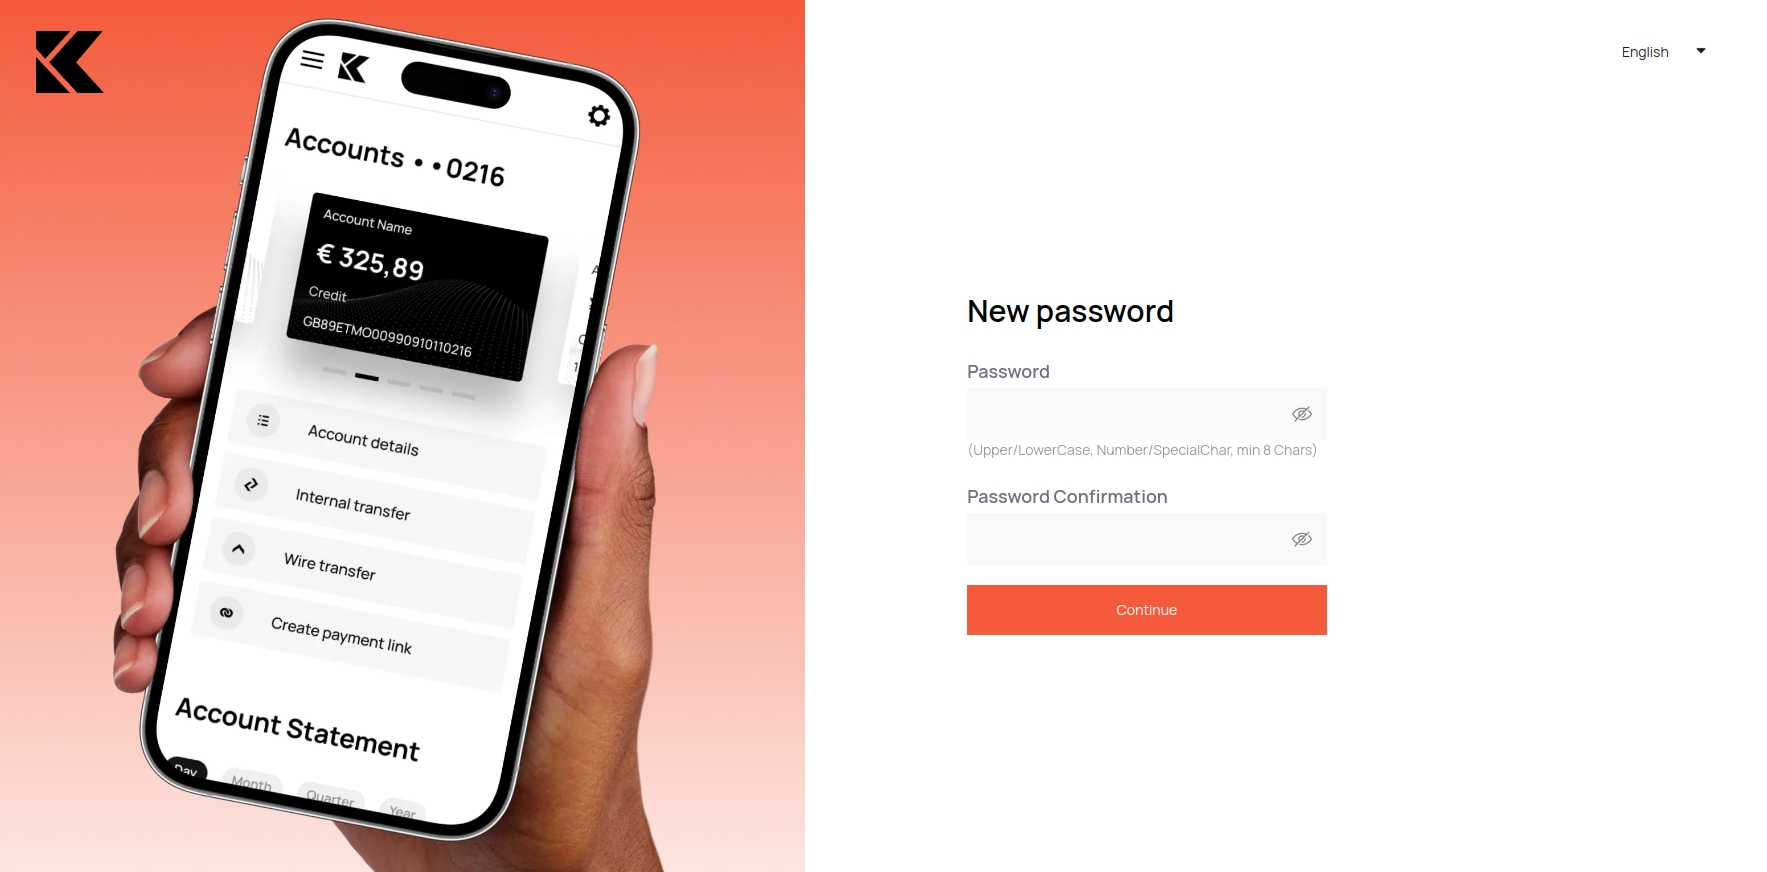 Accounts • • 0216
Account Name
€ 325,89
Credit
GB89ETMO00990910110216
Account details
Internal transfer
Wire transfer
Create payment link
Account Statement
Day
Month
Quarter
Year
English
New password
Password
(Upper/LowerCase, Number/SpecialChar, min 8 Chars)
Password Confirmation
Continue